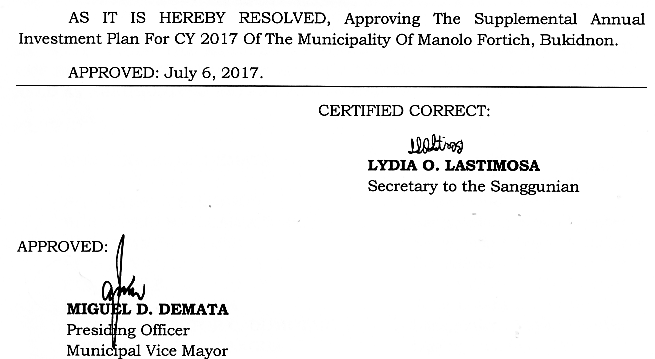 AS IT IS HEREBY RESOLVED, Approving The Supplemental Annual
Investment Plan For CY 2017 Of The Municipality Of Manolo Fortich, Bukidnon.
APPROVED: July 6, 2017.
CERTIFIED CORRECT:
LYDIA O. LASTIMOSA
Secretary to the Sanggunian
APPROVED:
MIGUEL D. DEMATA
Presiding Officer
Municipal Vice Mayor